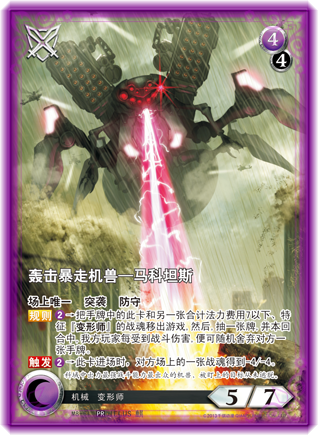 4
4
轰击暴走机兽—马科坦斯
场上唯一 突袭 防守
规则 2→把手牌中的此卡和另一张合计法力费用7以下、特
征『变形师』的战魂移出游戏.然后,抽一张牌,并本回
合中,我方玩家每受到战斗伤害,便可随机舍弃对方一
张手牌.
触发 2→此卡进场时,对方场上的一张战魂得到-4/-4。
机械 变形师
5 7